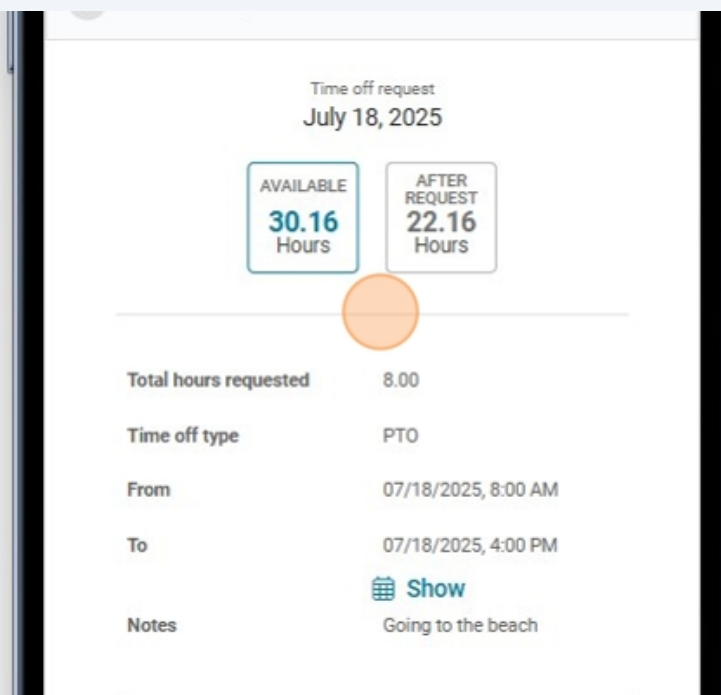 Time off request
July 18, 2025
AVAILABLE
30.16
Hours
AFTER
REQUEST
22.16
Hours
Total hours requested 8.00
Time off type PTO
From 07/18/2025, 8:00 AM
To 07/18/2025, 4:00 PM
Show
Notes Going to the beach